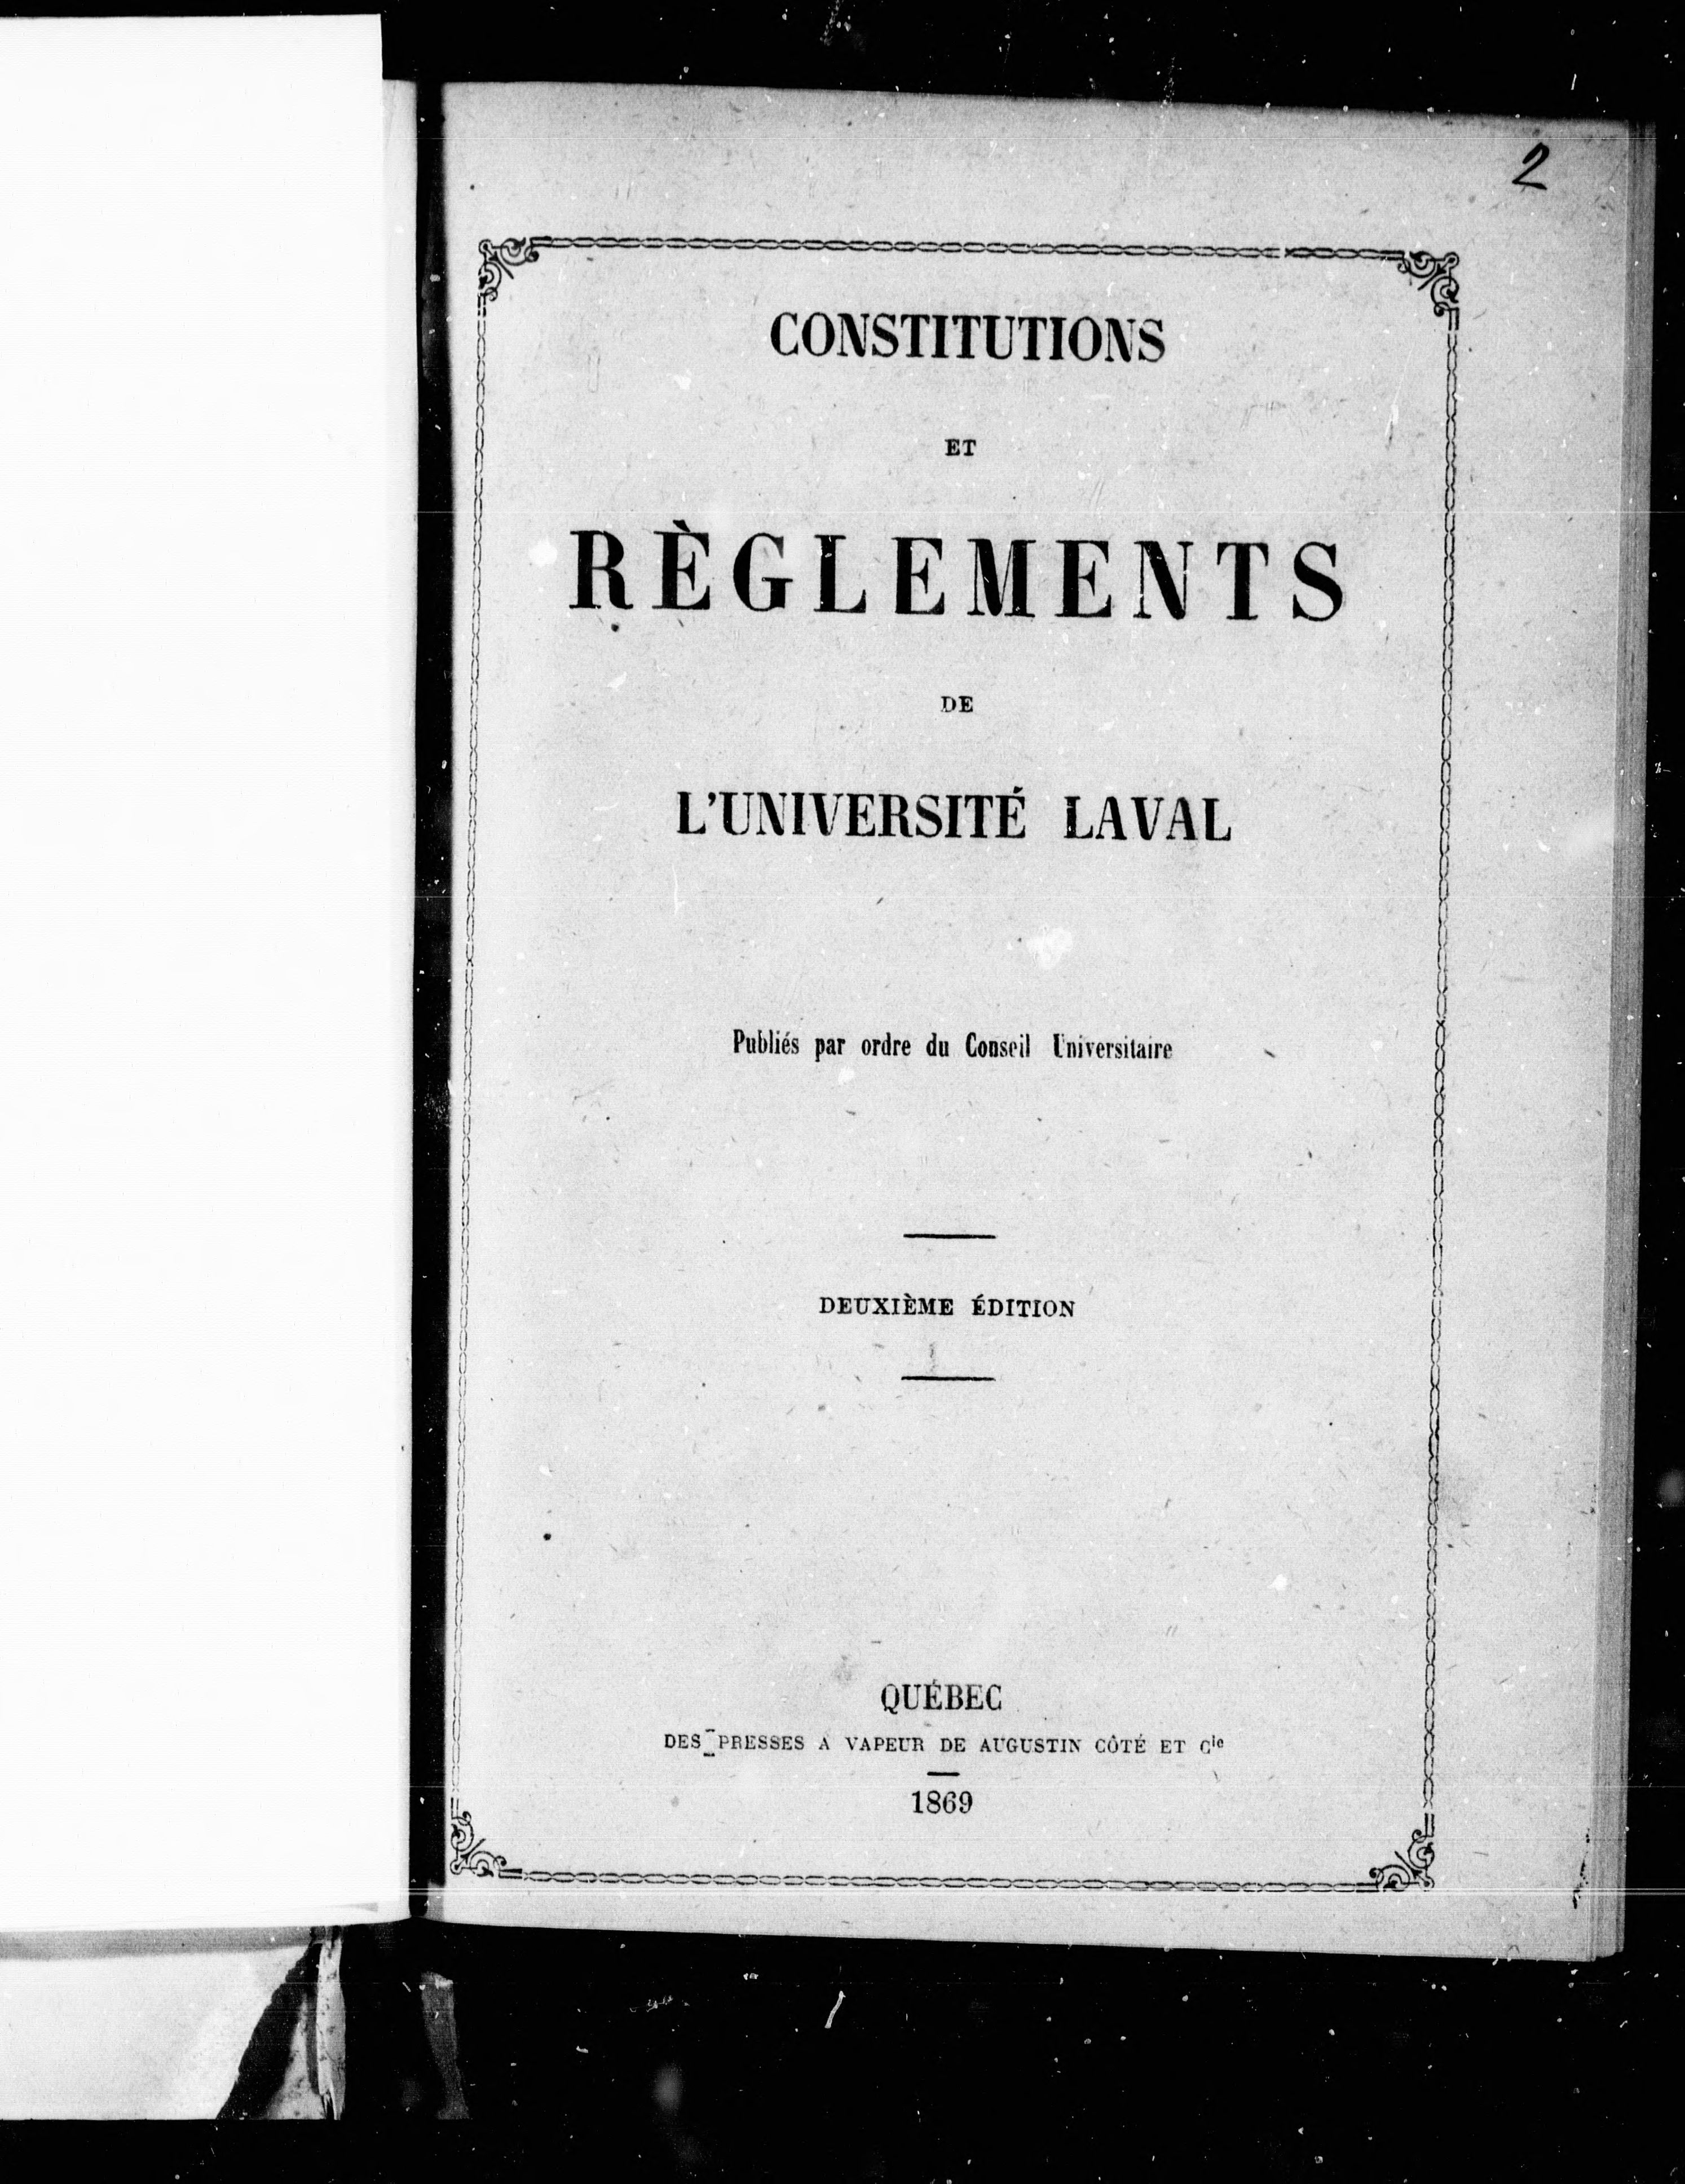 2
CONSTITUTIONS
ET
RÈGLEMENTS
DE
L'UNIVERSITÉ LAVAL
Publiés par ordre du Conseil Universitaire
DEUXIÈME ÉDITION
QUÉBEC
DES PRESSES A VAPEUR DE AUGUSTIN CÔTÉ ET Cie
1869